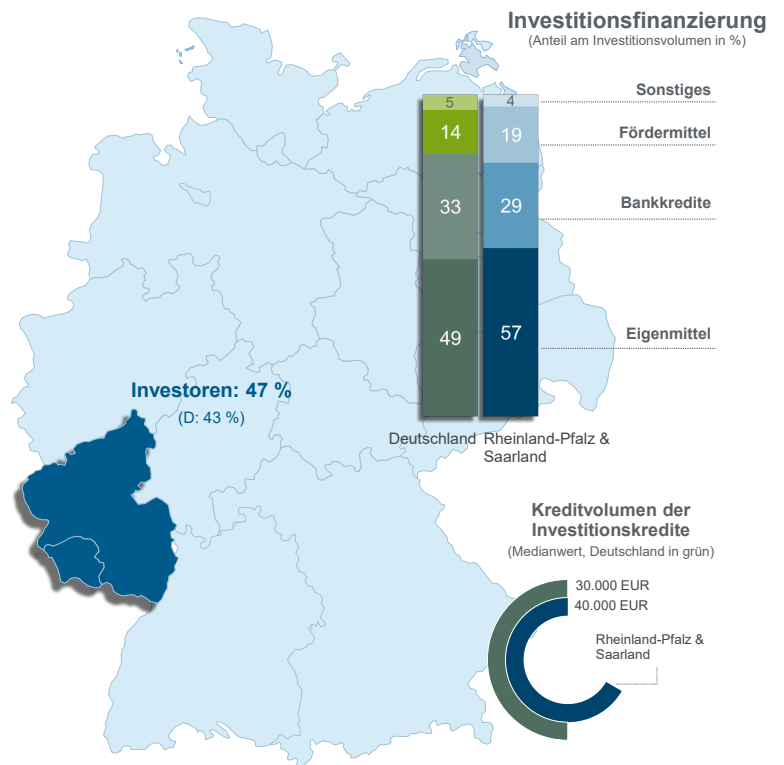 Investitionsfinanzierung
(Anteil am Investitionsvolumen in %)
Sonstiges
5
4
Fördermittel
14
19
Bankkredite
33
29
Eigenmittel
49
57
Deutschland
Rheinland-Pfalz &
Saarland
Investoren: 47 %
(D: 43 %)
Kreditvolumen der
Investitionskredite
(Medianwert, Deutschland in grün)
30.000 EUR
40.000 EUR
Rheinland-Pfalz &
Saarland